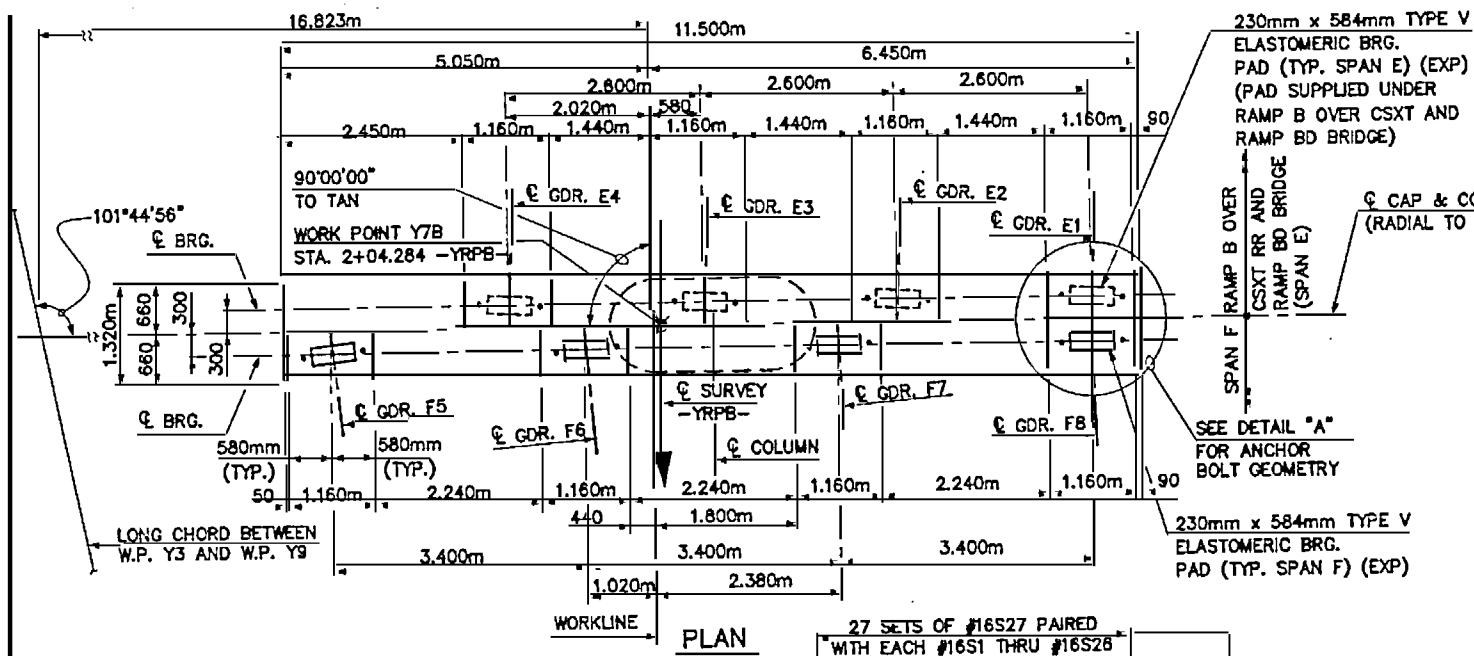 16.823m
11.500m
5.050m
6.450m
2.600m
2.600m
2.600m
2.020m
580
2.450m
1.160m
1.440m
1.160m
1.440m
1.160m
1.440m
1.160m
90
230mm x 584mm TYPE V
ELASTOMERIC BRG.
PAD (TYP. SPAN E) (EXP)
(PAD SUPPLIED UNDER
RAMP B OVER CSXT AND
RAMP BD BRIDGE)
90°00'00"
TO TAN
WORK POINT Y7B
STA. 2+04.284 -YRPB-
℄ GDR. E4
℄ GDR. E3
℄ GDR. E2
℄ GDR. E1
101°44'56"
℄ BRG.
℄ CAP & CO
(RADIAL TO
SPAN F
RAMP B OVER
CSXT RR AND
RAMP BD BRIDGE
(SPAN E)
1.320m
660
660
300
300
℄ BRG.
℄ GDR. F5
℄ GDR. F6
℄ SURVEY
-YRPB-
℄ COLUMN
℄ GDR. F7
℄ GDR. F8
SEE DETAIL "A"
FOR ANCHOR
BOLT GEOMETRY
580mm
(TYP.)
580mm
(TYP.)
50
1.160m
2.240m
1.160m
2.240m
1.160m
2.240m
1.160m
90
440
1.800m
LONG CHORD BETWEEN
W.P. Y3 AND W.P. Y9
3.400m
3.400m
3.400m
1.020m
2.380m
230mm x 584mm TYPE V
ELASTOMERIC BRG.
PAD (TYP. SPAN F) (EXP)
WORKLINE
PLAN
27 SETS OF #16S27 PAIRED
WITH EACH #16S1 THRU #16S26